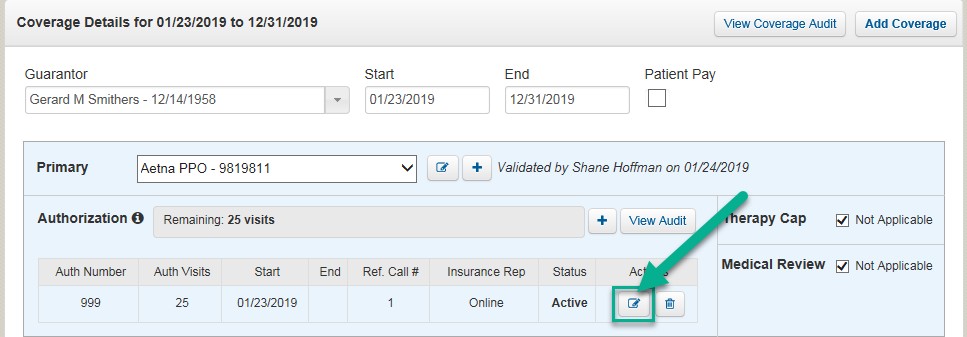 Coverage Details for 01/23/2019 to 12/31/2019
View Coverage Audit
Add Coverage
Guarantor Start End Patient Pay
Gerard M Smithers - 12/14/1958 01/23/2019 12/31/2019
Primary Aetna PPO - 9819811 Validated by Shane Hoffman on 01/24/2019
Authorization Remaining: 25 visits + View Audit
Therapy Cap Not Applicable
Medical Review Not Applicable
Auth Number Auth Visits Start End Ref. Call # Insurance Rep Status
999 25 01/23/2019 1 Online Active